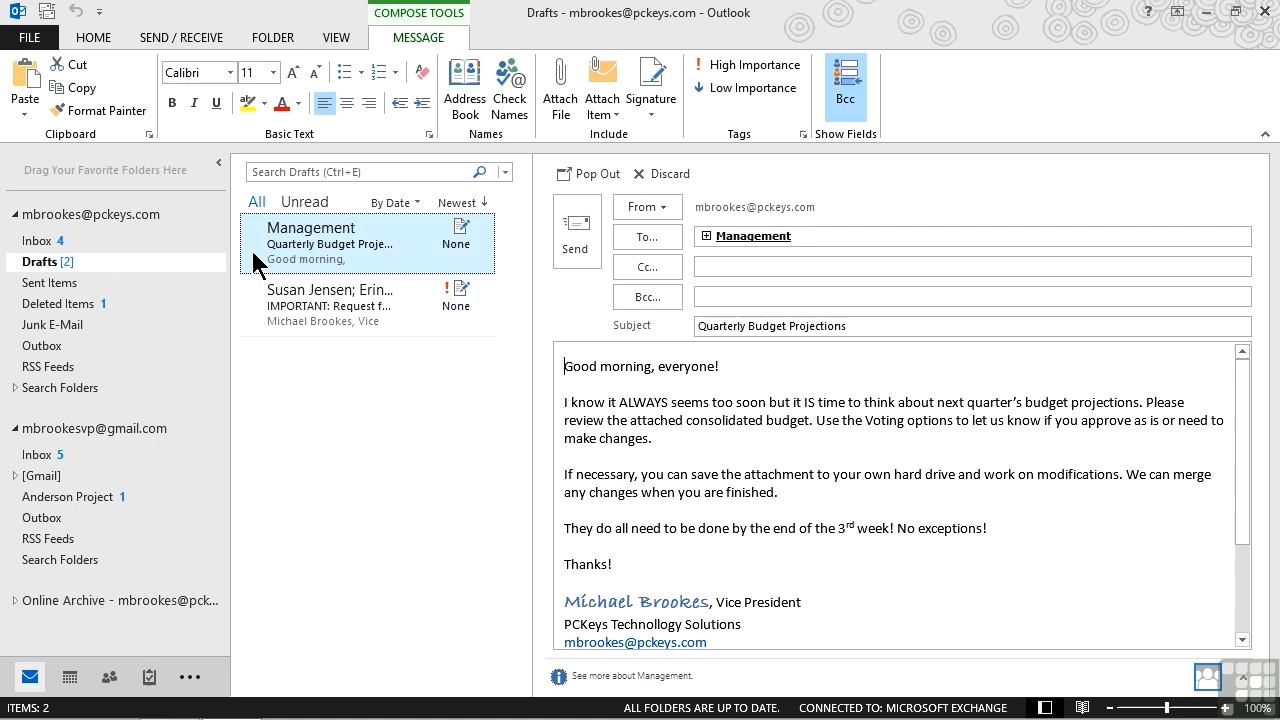 COMPOSE TOOLS
Drafts - mbrookes@pckeys.com - Outlook
?
FILE
HOME
SEND / RECEIVE
FOLDER
VIEW
MESSAGE
Paste
Cut
Copy
Format Painter
Clipboard
Calibri
11
A A
B I U
A
Basic Text
Address Book
Check Names
Names
Attach File
Attach Item
Signature
Include
High Importance
Low Importance
Tags
Bcc
Show Fields
Drag Your Favorite Folders Here
mbrookes@pckeys.com
Inbox 4
Drafts [2]
Sent Items
Deleted Items 1
Junk E-Mail
Outbox
RSS Feeds
Search Folders
mbrookesvp@gmail.com
Inbox 5
[Gmail]
Anderson Project 1
Outbox
RSS Feeds
Search Folders
Online Archive - mbrookes@pck...
Search Drafts (Ctrl+E)
All Unread By Date Newest
Management
Quarterly Budget Proje... None
Good morning,
Susan Jensen; Erin...
IMPORTANT: Request f... None
Michael Brookes, Vice
Pop Out Discard
Send
From mbrookes@pckeys.com
To... Management
Cc...
Bcc...
Subject Quarterly Budget Projections
Good morning, everyone!
I know it ALWAYS seems too soon but it IS time to think about next quarter’s budget projections. Please
review the attached consolidated budget. Use the Voting options to let us know if you approve as is or need to
make changes.
If necessary, you can save the attachment to your own hard drive and work on modifications. We can merge
any changes when you are finished.
They do all need to be done by the end of the 3rd week! No exceptions!
Thanks!
Michael Brookes, Vice President
PCKeys Technollogy Solutions
mbrookes@pckeys.com
See more about Management.
ITEMS: 2
ALL FOLDERS ARE UP TO DATE.
CONNECTED TO: MICROSOFT EXCHANGE
100%